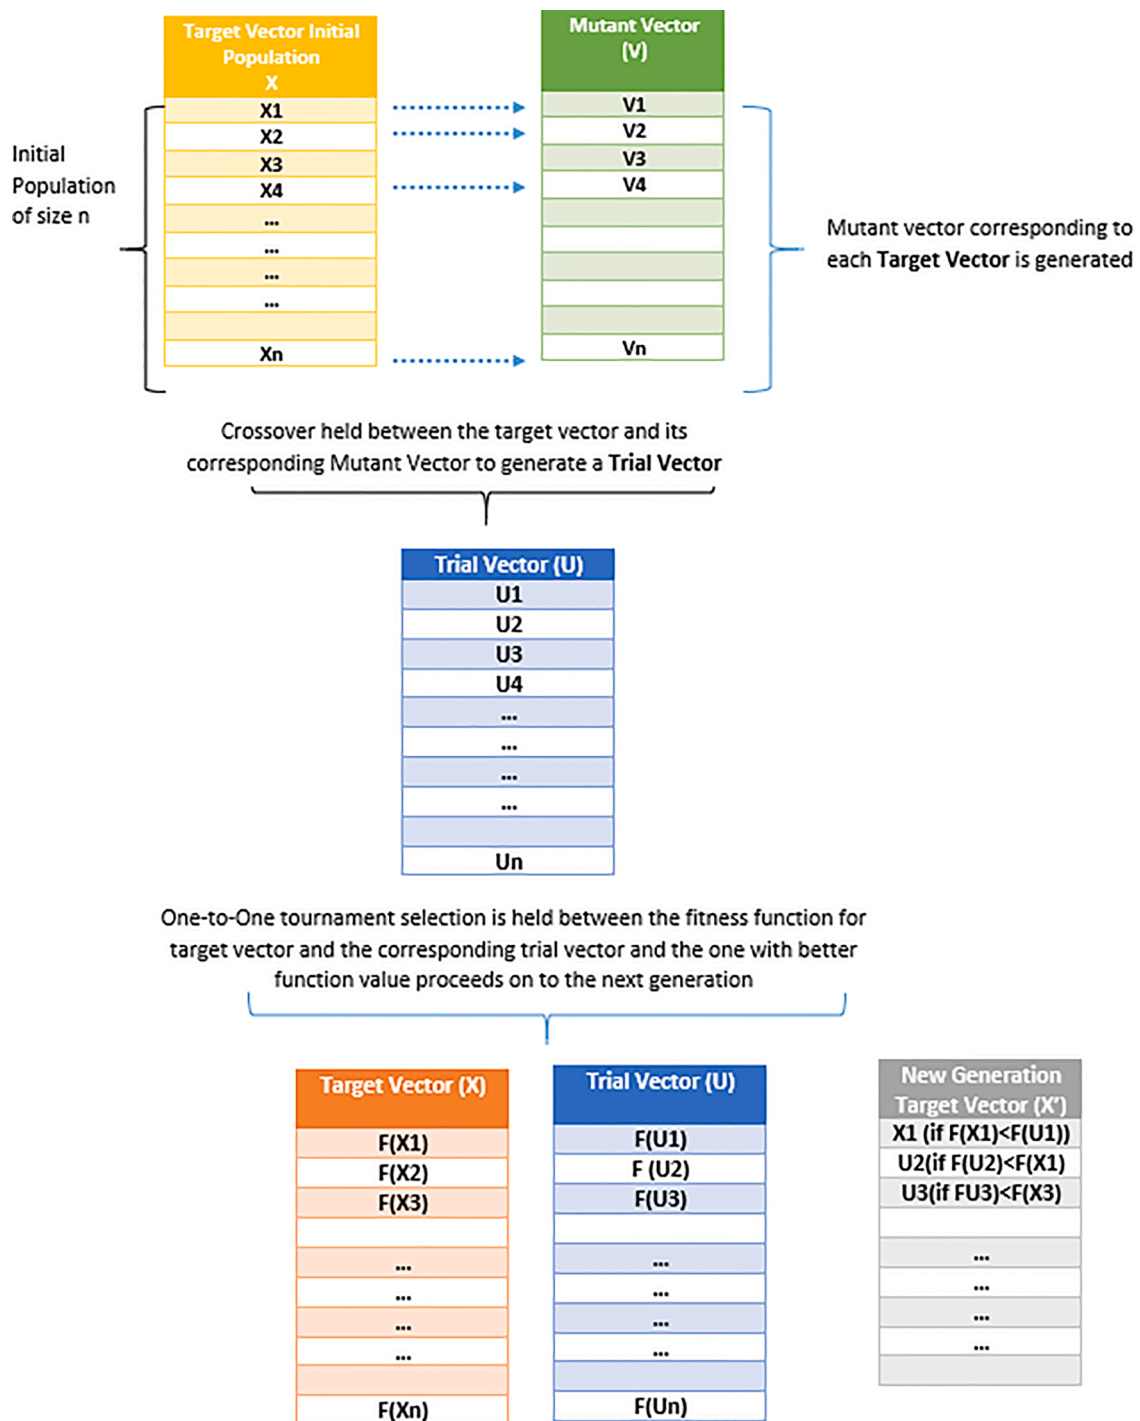 Target Vector Initial
Population
X
X1
X2
X3
X4
...
...
...
...
Xn
Mutant Vector
(V)
V1
V2
V3
V4
Vn
Initial
Population
of size n
Mutant vector corresponding to
each Target Vector is generated
Crossover held between the target vector and its
corresponding Mutant Vector to generate a Trial Vector
Trial Vector (U)
U1
U2
U3
U4
...
...
...
...
Un
One-to-One tournament selection is held between the fitness function for
target vector and the corresponding trial vector and the one with better
function value proceeds on to the next generation
Target Vector (X)
F(X1)
F(X2)
F(X3)
...
...
...
...
F(Xn)
Trial Vector (U)
F(U1)
F (U2)
F(U3)
...
...
...
...
F(Un)
New Generation
Target Vector (X’)
X1 (if F(X1)<F(U1))
U2(if F(U2)<F(X1)
U3(if FU3)<F(X3)
...
...
...
...